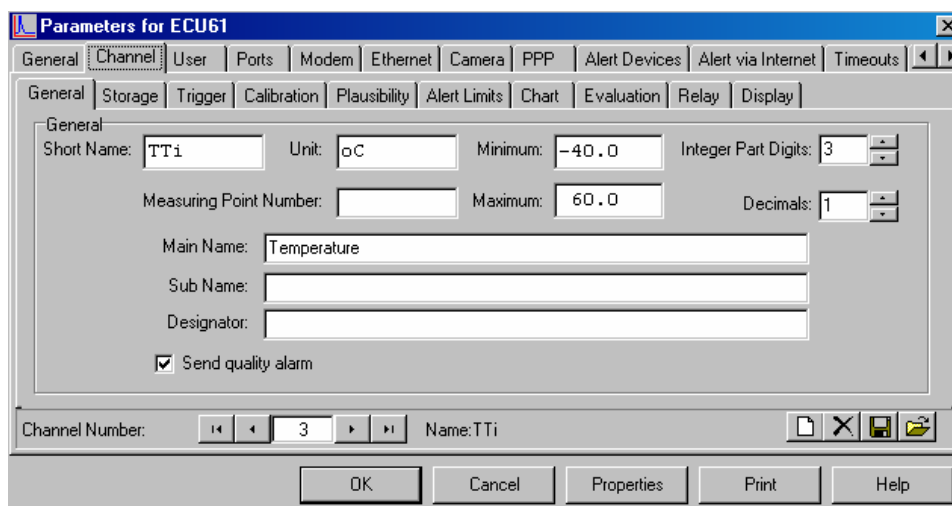 Parameters for ECU61
General Channel User Ports Modem Ethernet Camera PPP Alert Devices Alert via Internet Timeouts
General Storage Trigger Calibration Plausibility Alert Limits Chart Evaluation Relay Display
General
Short Name: TTi Unit: oC Minimum: -40.0 Integer Part Digits: 3
Measuring Point Number: Maximum: 60.0 Decimals: 1
Main Name: Temperature
Sub Name:
Designator:
Send quality alarm
Channel Number: 3 Name:TTi
OK Cancel Properties Print Help